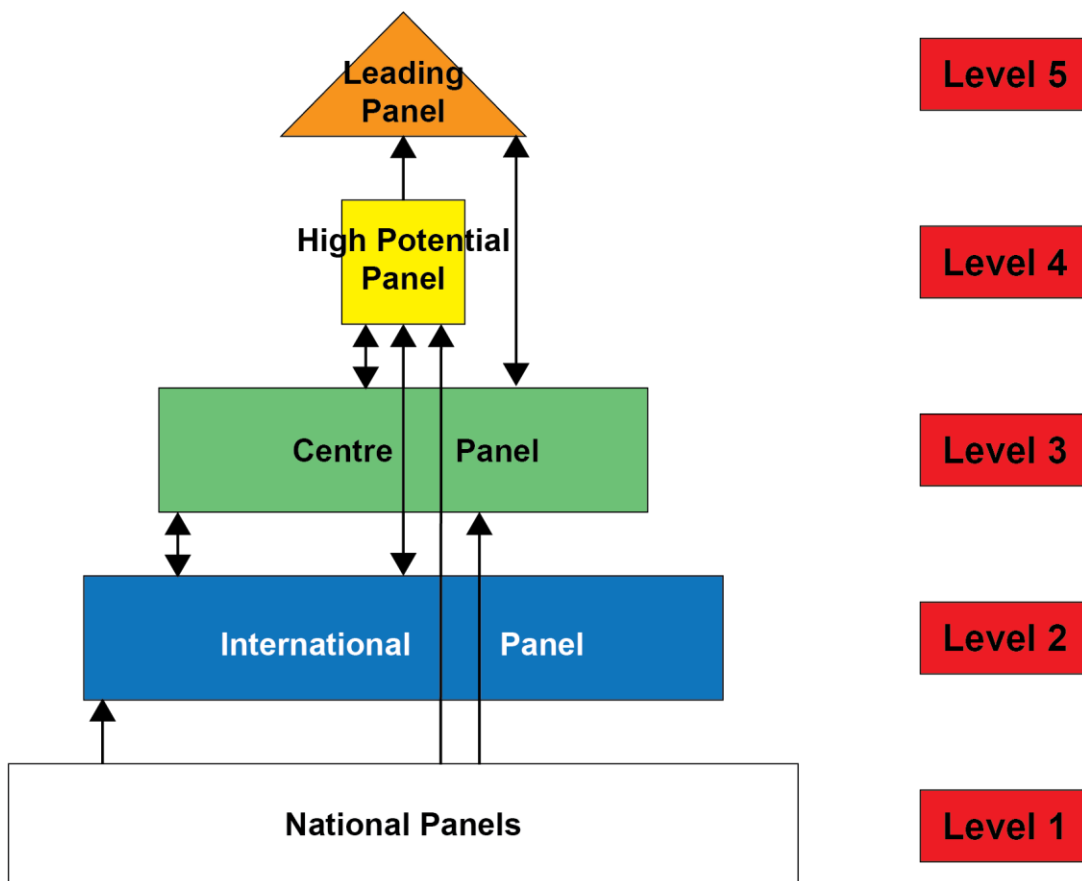 Leading
Panel
Level 5
High Potential
Panel
Level 4
Centre Panel
Level 3
International Panel
Level 2
National Panels
Level 1